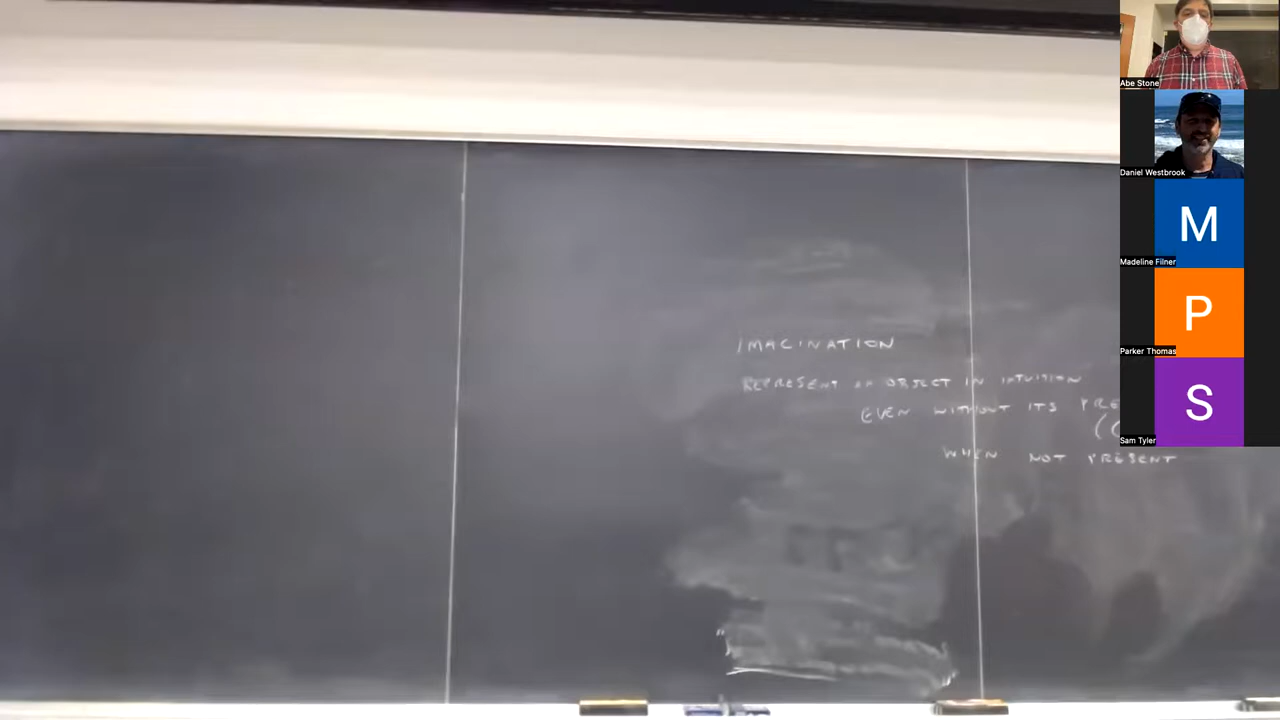 Abe Stone
Daniel Westbrook
M
Madeline Filner
P
Parker Thomas
S
Sam Tyler
IMAGINATION
REPRESENT AN OBJECT IN INTUITION
EVEN WITHOUT ITS PRE
(
WHEN NOT PRESENT